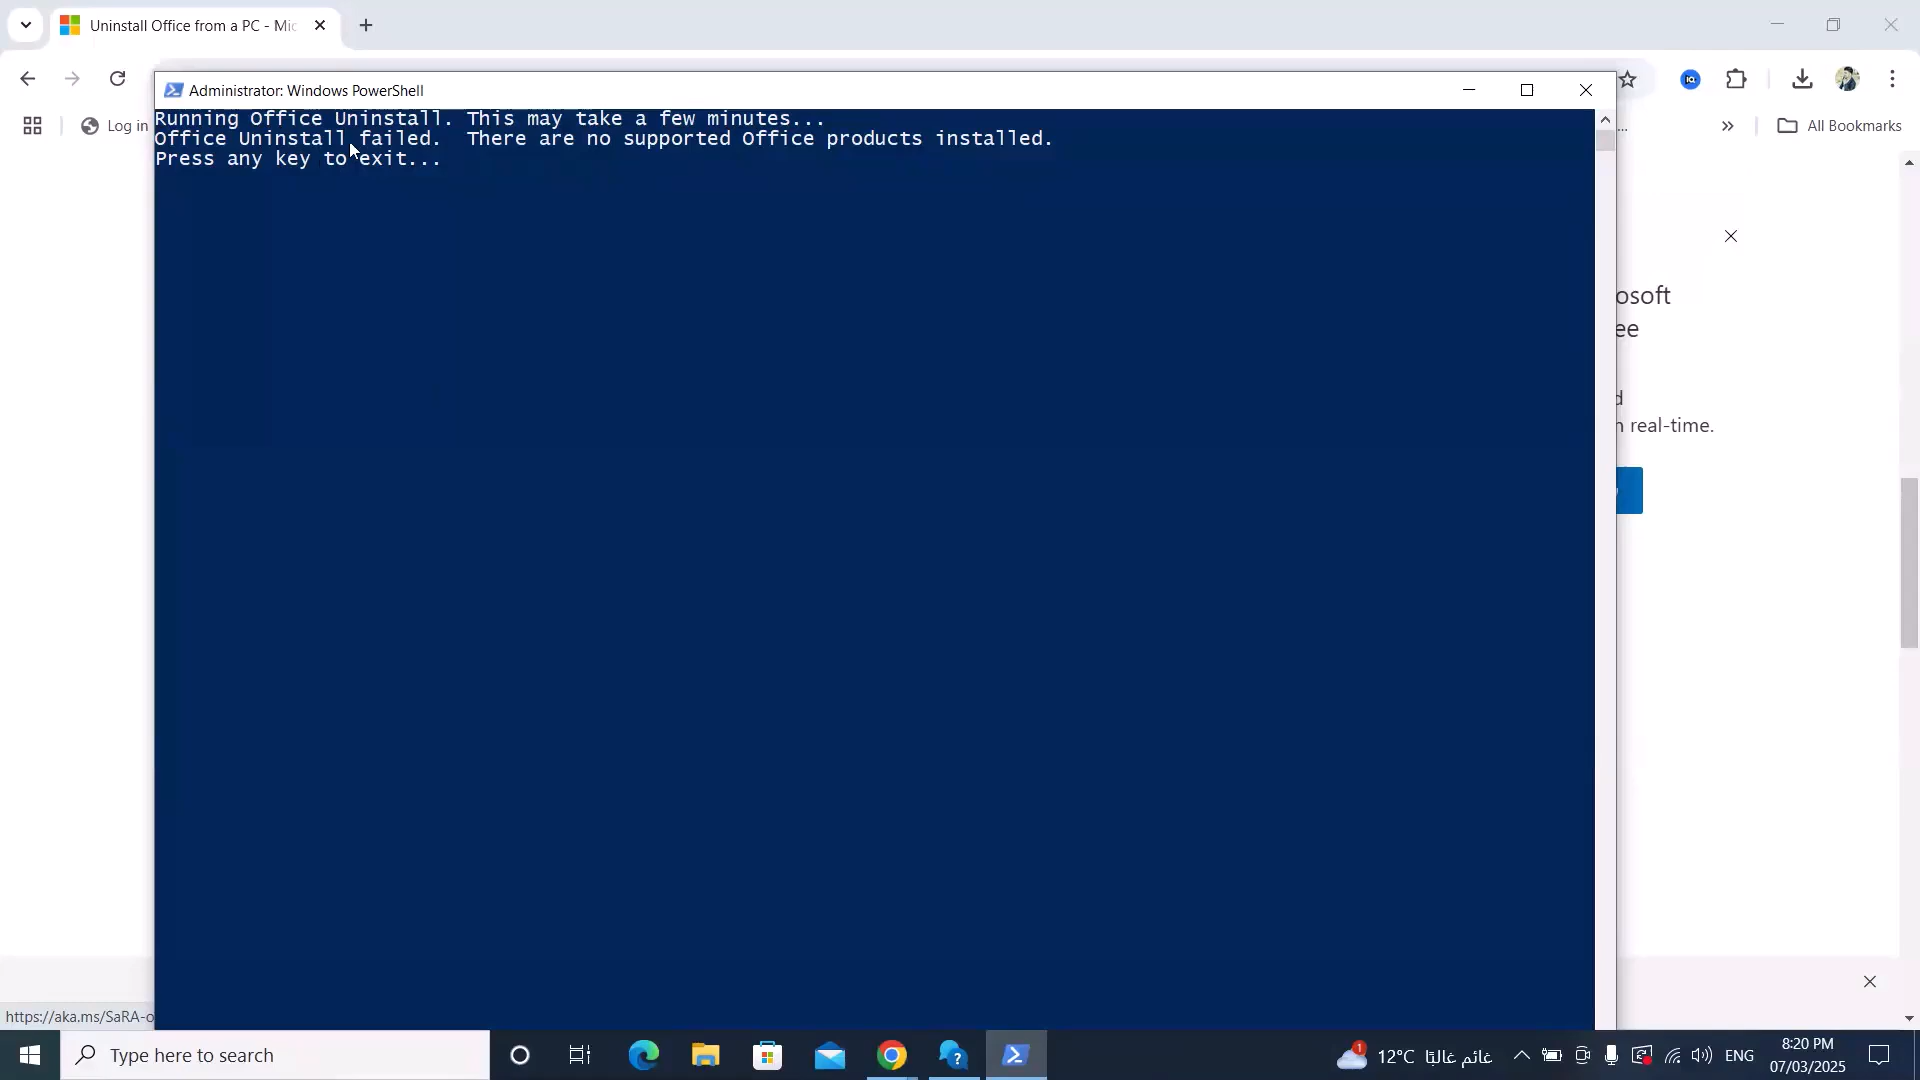 Uninstall Office from a PC - Mic
Log in
All Bookmarks
Administrator: Windows PowerShell
Running Office Uninstall. This may take a few minutes...
Office Uninstall failed.  There are no supported Office products installed.
Press any key to exit...
...
osoft
ee
d
n real-time.
https://aka.ms/SaRA-o
Type here to search
1
12°C غائم غالبًا
ENG
8:20 PM
07/03/2025